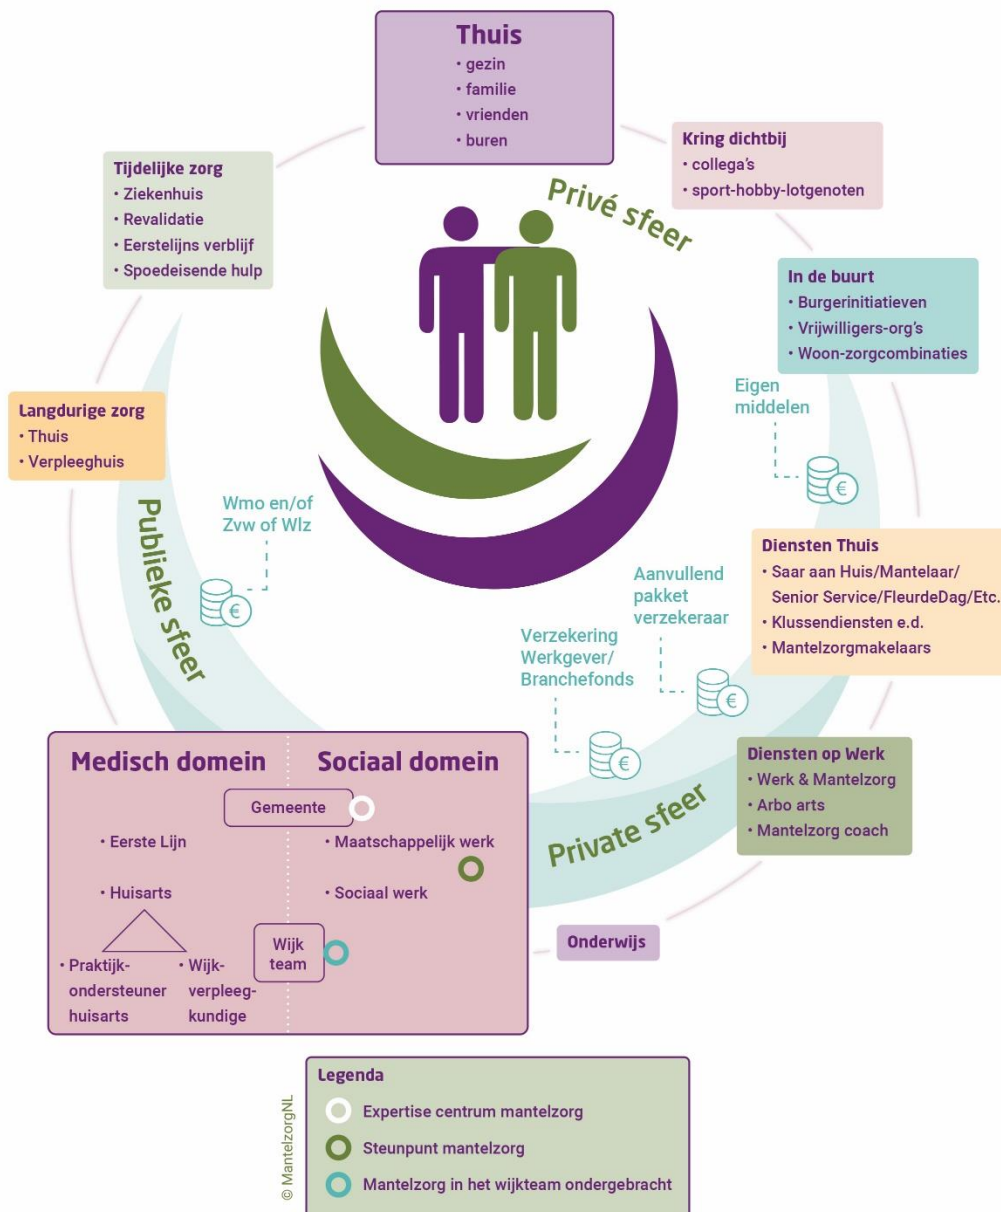 Thuis
• gezin
• familie
• vrienden
• buren
Kring dichtbij
• collega's
• sport-hobby-lotgenoten
Tijdelijke zorg
• Ziekenhuis
• Revalidatie
• Eerstelijns verblijf
• Spoedeisende hulp
Privé sfeer
In de buurt
• Burgerinitiatieven
• Vrijwilligers-org's
• Woon-zorgcombinaties
Eigen
middelen
€
Langdurige zorg
• Thuis
• Verpleeghuis
Publieke sfeer
Wmo en/of
Zvw of Wlz
€
Diensten Thuis
• Saar aan Huis/Mantelaar/
Senior Service/FleurdeDag/Etc.
• Klussendiensten e.d.
• Mantelzorgmakelaars
Aanvullend
pakket
verzekeraar
€
Verzekering
Werkgever/
Branchefonds
€
Private sfeer
Diensten op Werk
• Werk & Mantelzorg
• Arbo arts
• Mantelzorg coach
Onderwijs
Medisch domein
Sociaal domein
Gemeente
• Eerste Lijn
• Maatschappelijk werk
• Huisarts
• Sociaal werk
Wijk
team
• Praktijk-
ondersteuner
huisarts
• Wijk-
verpleeg-
kundige
Legenda
Expertise centrum mantelzorg
Steunpunt mantelzorg
Mantelzorg in het wijkteam ondergebracht
© MantelzorgNL